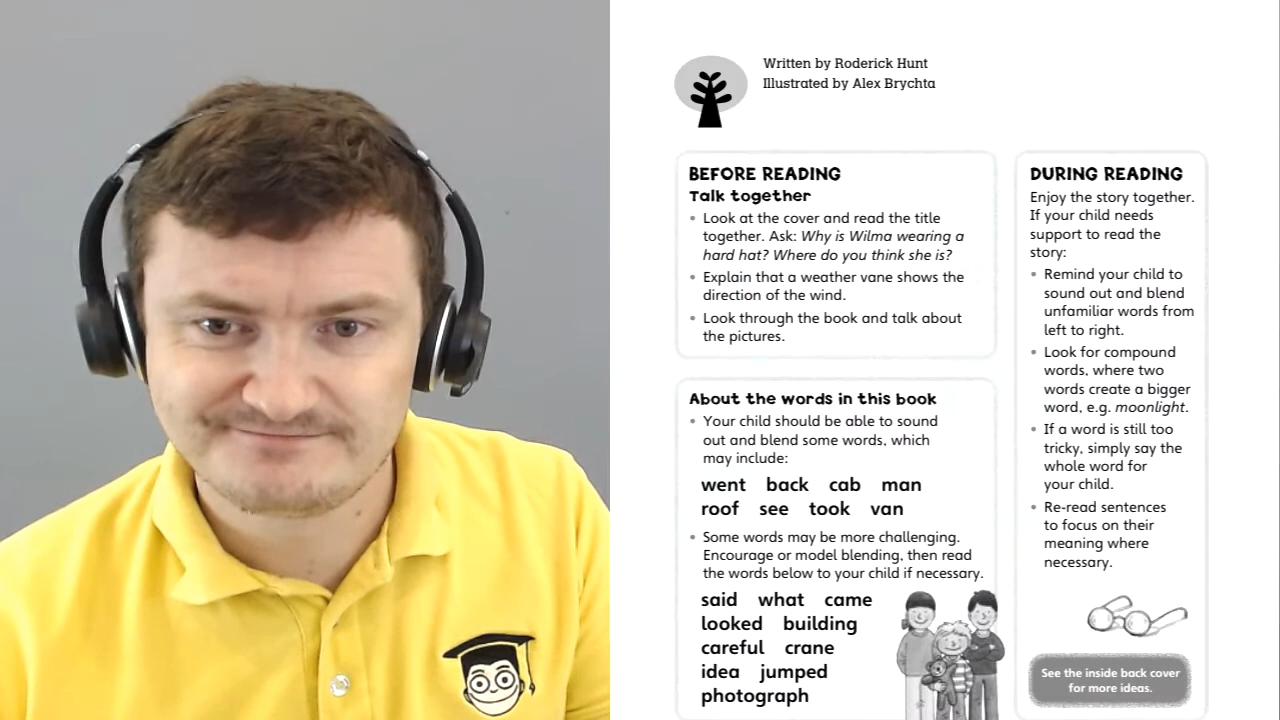 Written by Roderick Hunt
Illustrated by Alex Brychta
BEFORE READING
Talk together
• Look at the cover and read the title
together. Ask: Why is Wilma wearing a
hard hat? Where do you think she is?
• Explain that a weather vane shows the
direction of the wind.
• Look through the book and talk about
the pictures.
About the words in this book
• Your child should be able to sound
out and blend some words, which
may include:
went back cab man
roof see took van
• Some words may be more challenging.
Encourage or model blending, then read
the words below to your child if necessary.
said what came
looked building
careful crane
idea jumped
photograph
DURING READING
Enjoy the story together.
If your child needs
support to read the
story:
• Remind your child to
sound out and blend
unfamiliar words from
left to right.
• Look for compound
words, where two
words create a bigger
word, e.g. moonlight.
• If a word is still too
tricky, simply say the
whole word for
your child.
• Re-read sentences
to focus on their
meaning where
necessary.
See the inside back cover
for more ideas.